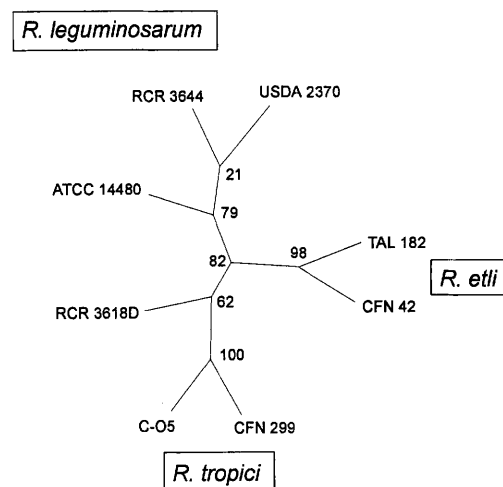 R. leguminosarum
RCR 3644
USDA 2370
21
ATCC 14480
79
82
98
TAL 182
R. etli
CFN 42
RCR 3618D
62
100
C-O5
CFN 299
R. tropici